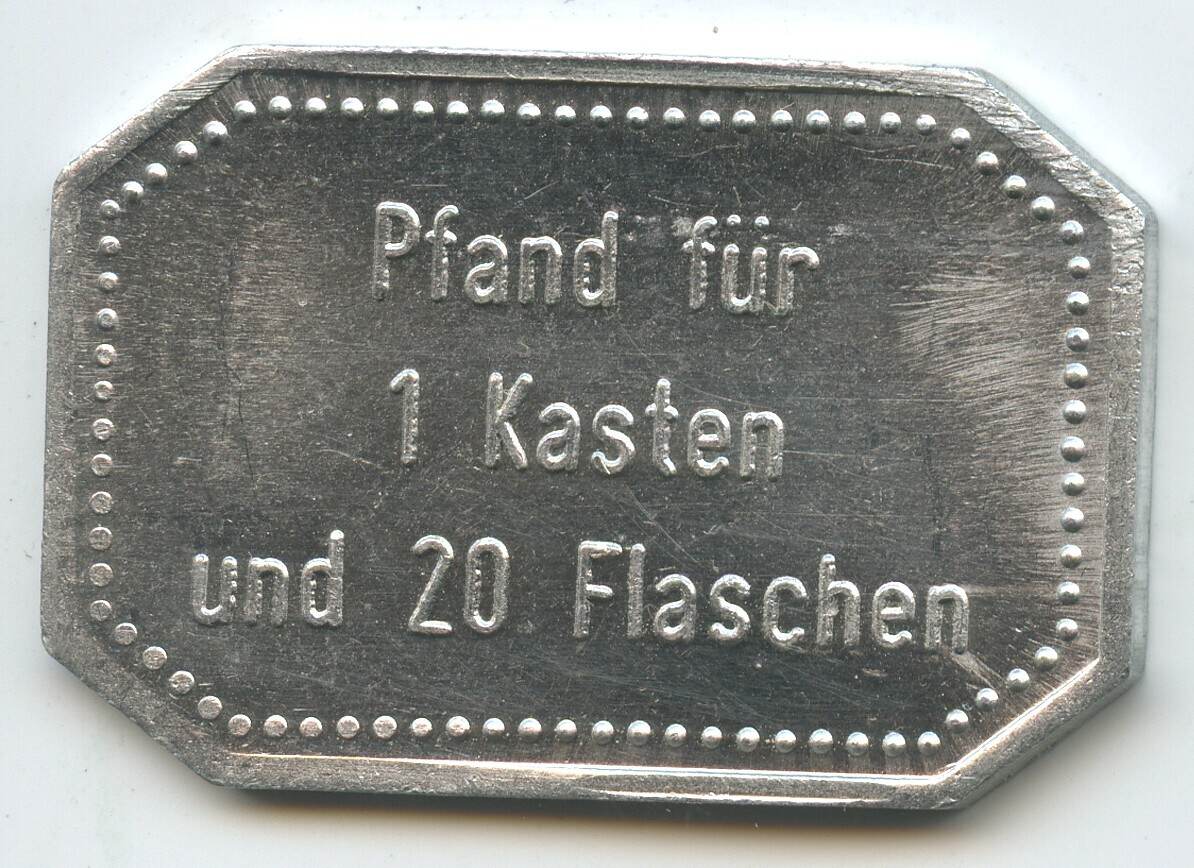 Pfand für
1 Kasten
und 20 Flaschen